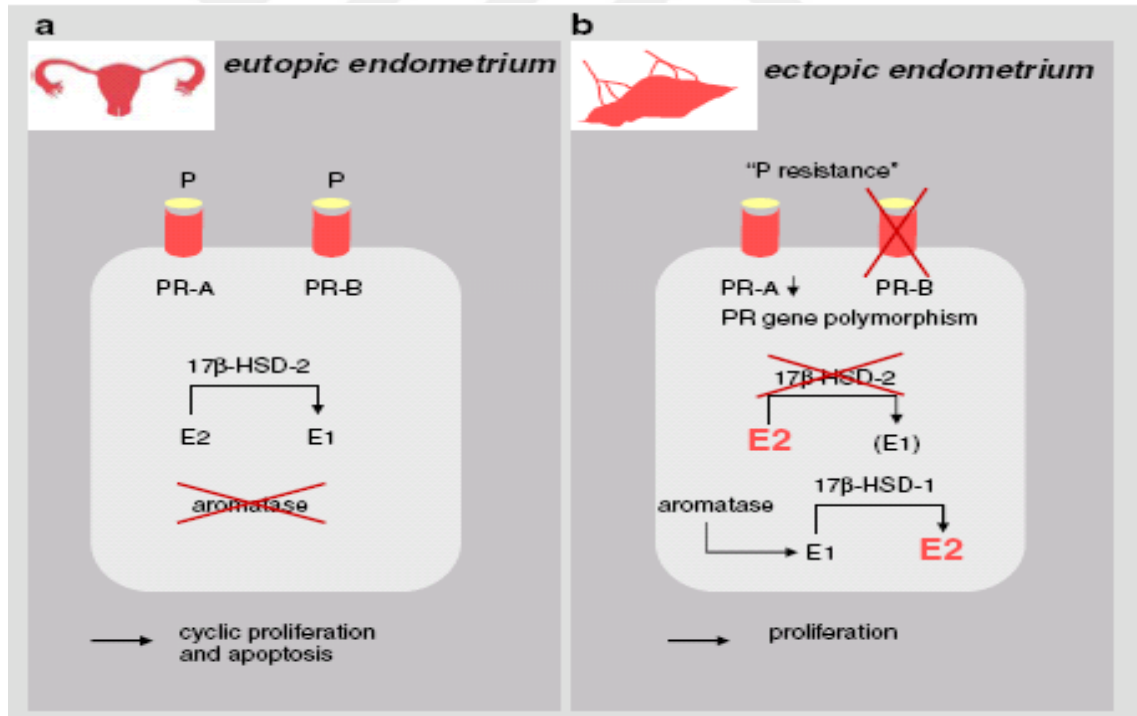 a
eutopic endometrium
P P
PR-A PR-B
17β-HSD-2
E2 E1
aromatase
cyclic proliferation
and apoptosis
b
ectopic endometrium
"P resistance"
PR-A ↓ PR-B
PR gene polymorphism
17β-HSD-2
E2 (E1)
17β-HSD-1
aromatase
E1 E2
proliferation